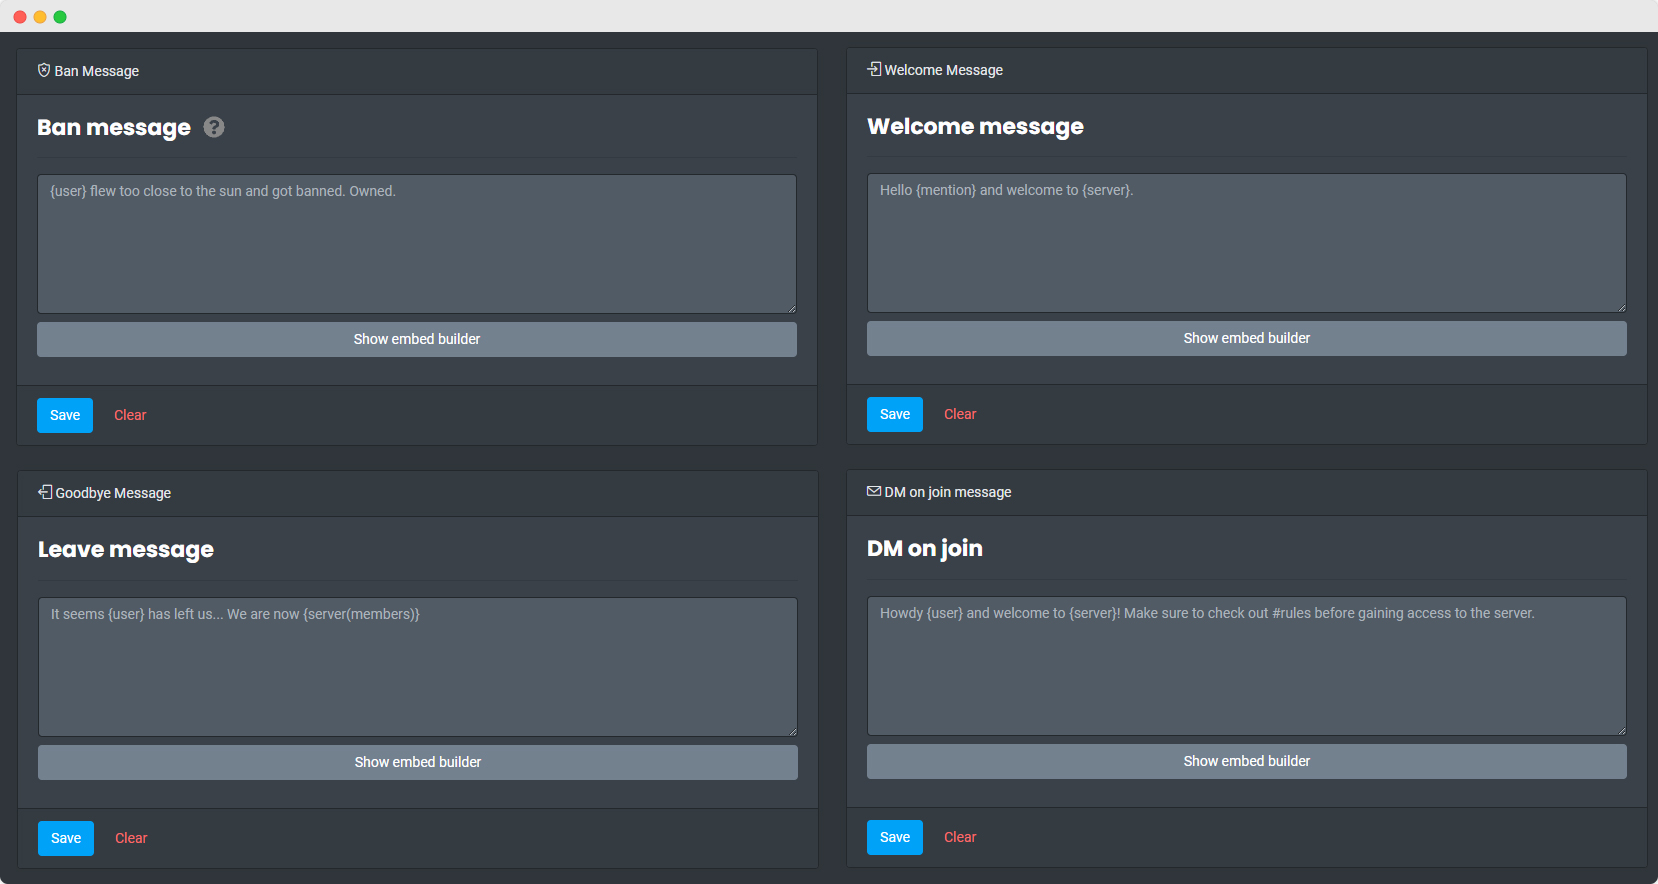 Ban Message
Ban message ?
{user} flew too close to the sun and got banned. Owned.
Show embed builder
Save Clear
Welcome Message
Welcome message
Hello {mention} and welcome to {server}.
Show embed builder
Save Clear
Goodbye Message
Leave message
It seems {user} has left us... We are now {server(members)}
Show embed builder
Save Clear
DM on join message
DM on join
Howdy {user} and welcome to {server}! Make sure to check out #rules before gaining access to the server.
Show embed builder
Save Clear